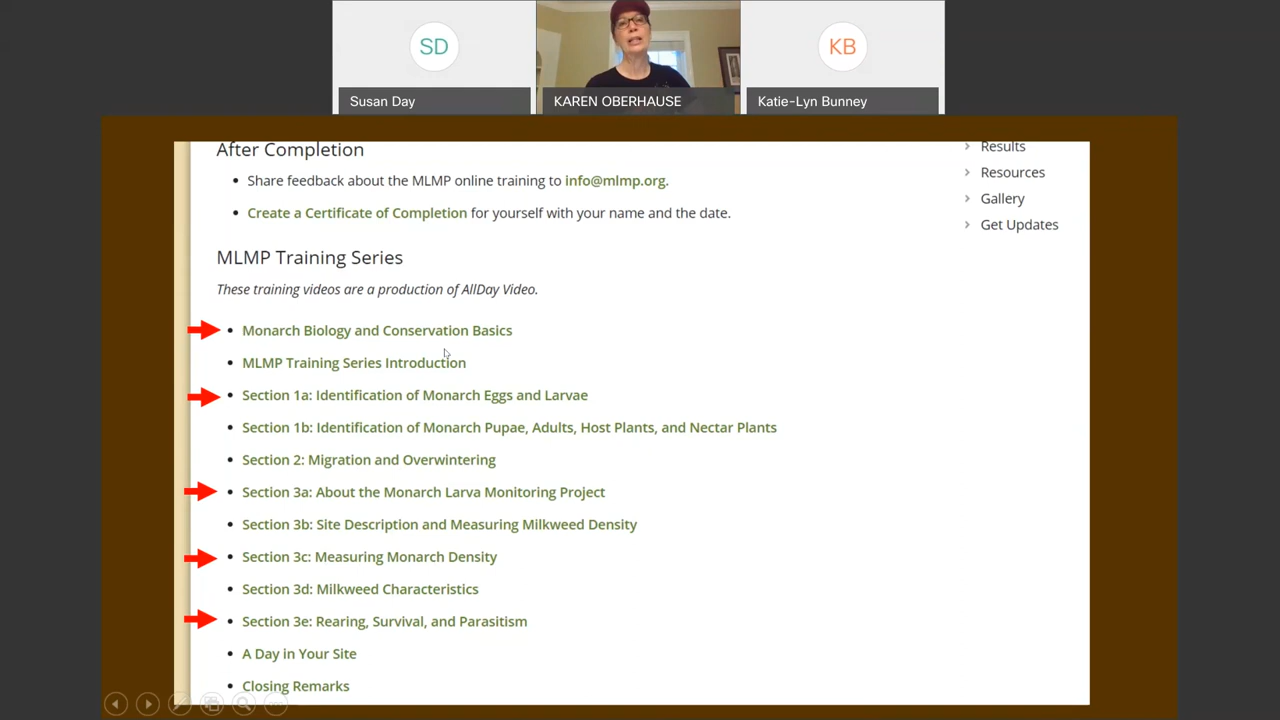 SD
KB
Susan Day
KAREN OBERHAUSE
Katie-Lyn Bunney
After Completion
Share feedback about the MLMP online training to info@mlmp.org.
Create a Certificate of Completion for yourself with your name and the date.
Results
Resources
Gallery
Get Updates
MLMP Training Series
These training videos are a production of AllDay Video.
Monarch Biology and Conservation Basics
MLMP Training Series Introduction
Section 1a: Identification of Monarch Eggs and Larvae
Section 1b: Identification of Monarch Pupae, Adults, Host Plants, and Nectar Plants
Section 2: Migration and Overwintering
Section 3a: About the Monarch Larva Monitoring Project
Section 3b: Site Description and Measuring Milkweed Density
Section 3c: Measuring Monarch Density
Section 3d: Milkweed Characteristics
Section 3e: Rearing, Survival, and Parasitism
A Day in Your Site
Closing Remarks